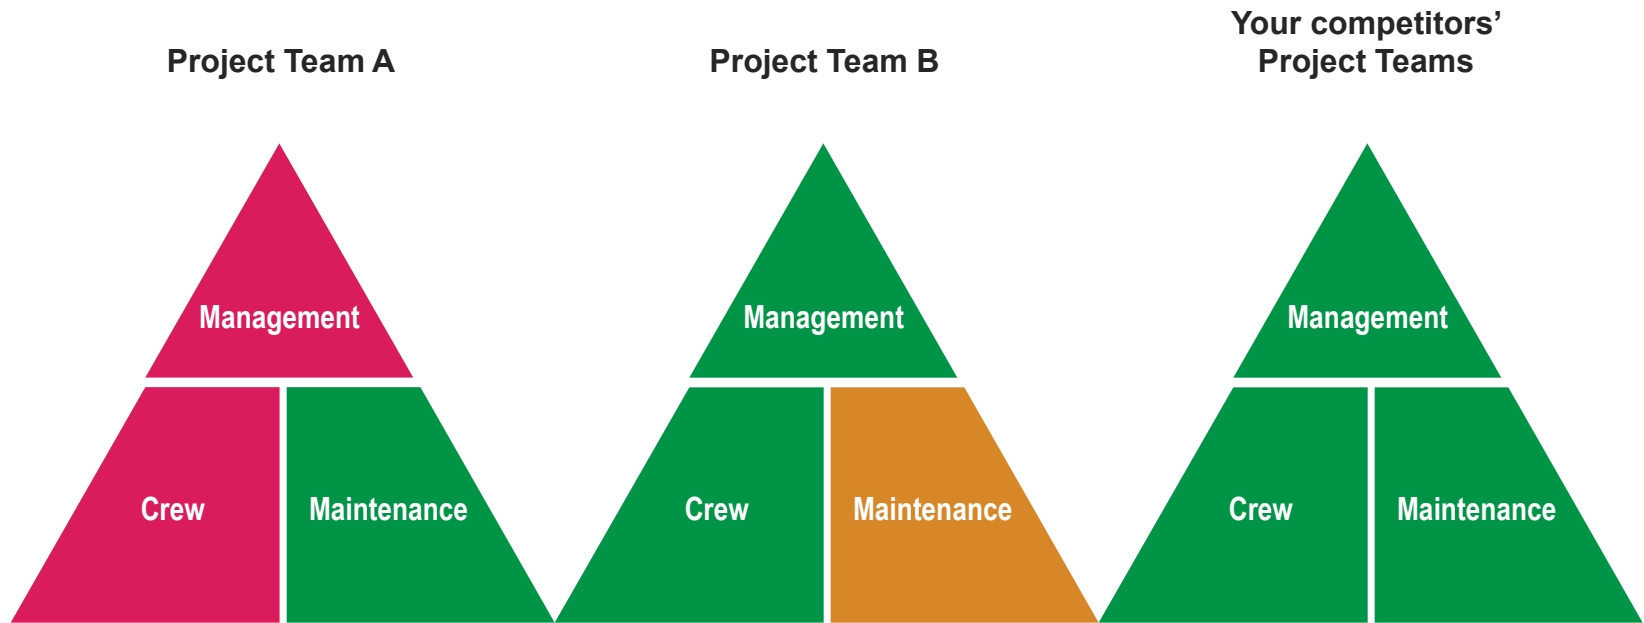 Project Team A
Project Team B
Your competitors’
Project Teams
Management
Crew
Maintenance
Management
Crew
Maintenance
Management
Crew
Maintenance